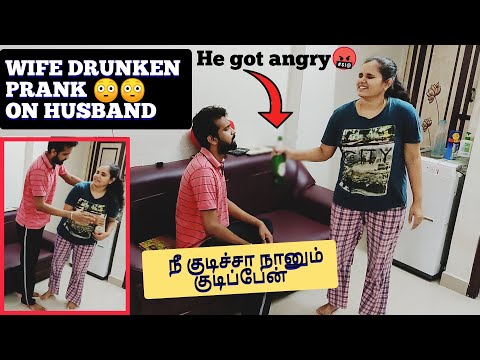 WIFE DRUNKEN
PRANK 😳😳
ON HUSBAND
He got angry🤬
நீ குடிச்சா நானும்
குடிப்பேன்